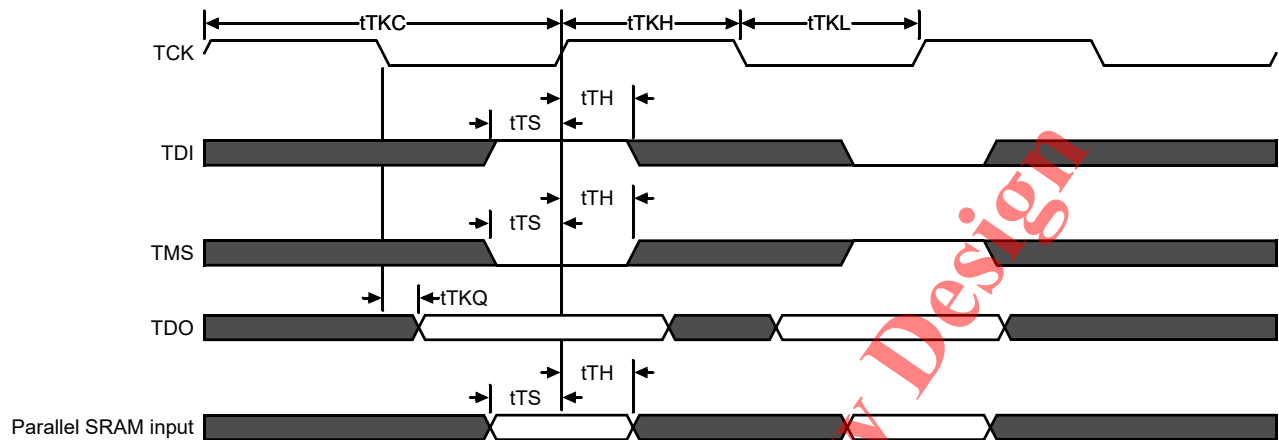 tTKC tTKH tTKL
TCK
tTH
tTS
TDI
tTH
tTS
TMS
tTKQ
TDO
tTH
tTS
Parallel SRAM input
Design